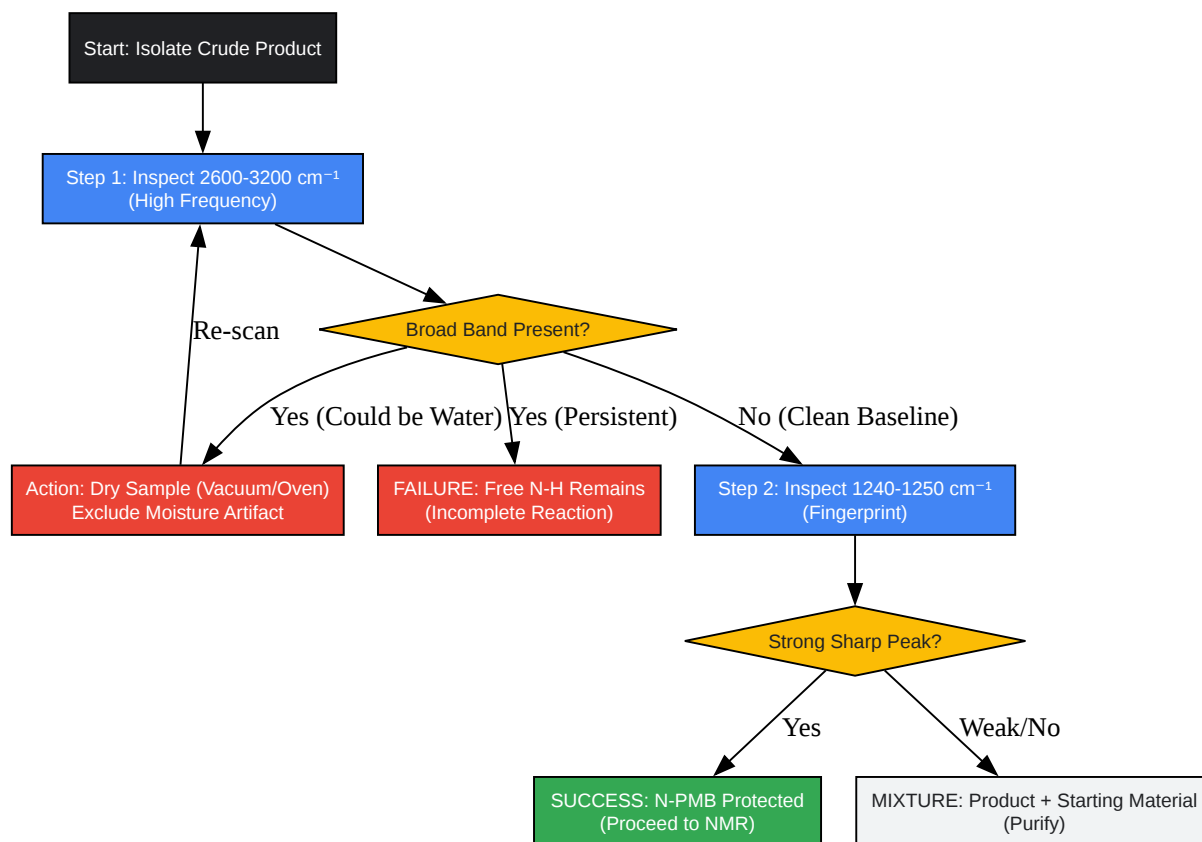 Start: Isolate Crude Product
Step 1: Inspect 2600-3200 cm⁻¹
(High Frequency)
Broad Band Present?
Re-scan
Yes (Could be Water)
Yes (Persistent)
No (Clean Baseline)
Action: Dry Sample (Vacuum/Oven)
Exclude Moisture Artifact
FAILURE: Free N-H Remains
(Incomplete Reaction)
Step 2: Inspect 1240-1250 cm⁻¹
(Fingerprint)
Strong Sharp Peak?
Yes
Weak/No
SUCCESS: N-PMB Protected
(Proceed to NMR)
MIXTURE: Product + Starting Material
(Purify)